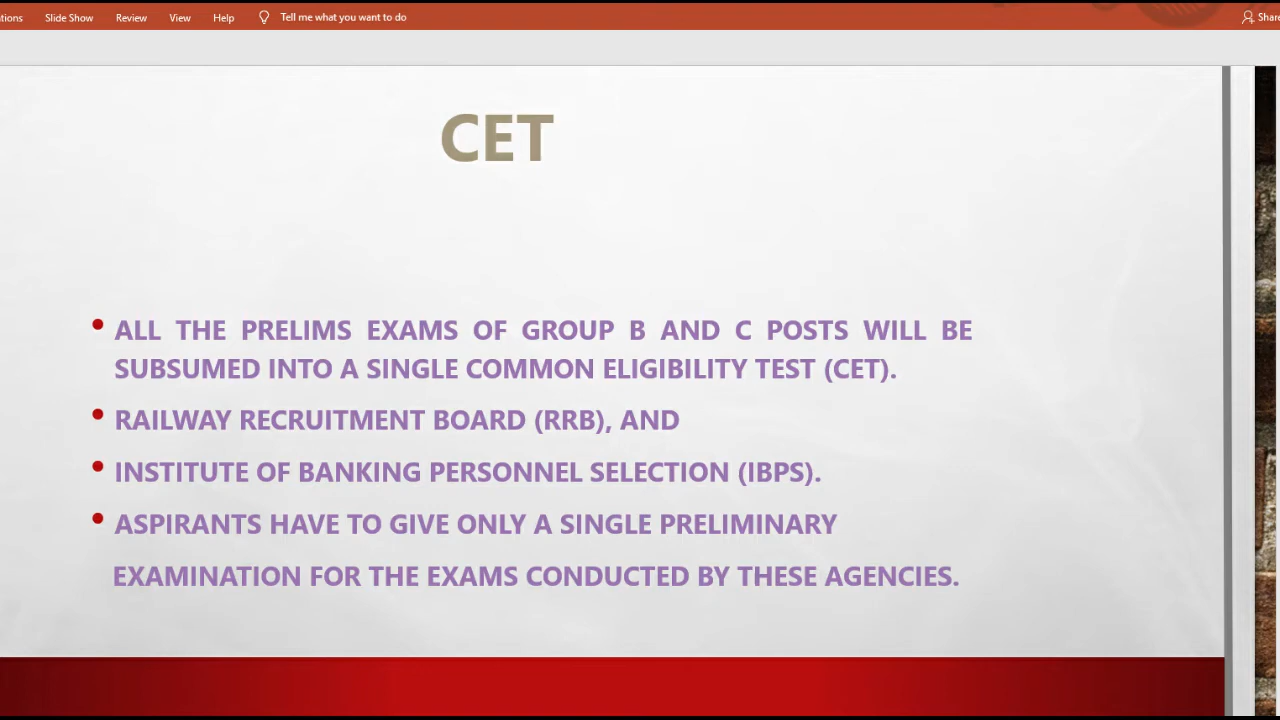 ations Slide Show Review View Help Tell me what you want to do Share
CET
• ALL THE PRELIMS EXAMS OF GROUP B AND C POSTS WILL BE
SUBSUMED INTO A SINGLE COMMON ELIGIBILITY TEST (CET).
• RAILWAY RECRUITMENT BOARD (RRB), AND
• INSTITUTE OF BANKING PERSONNEL SELECTION (IBPS).
• ASPIRANTS HAVE TO GIVE ONLY A SINGLE PRELIMINARY
EXAMINATION FOR THE EXAMS CONDUCTED BY THESE AGENCIES.